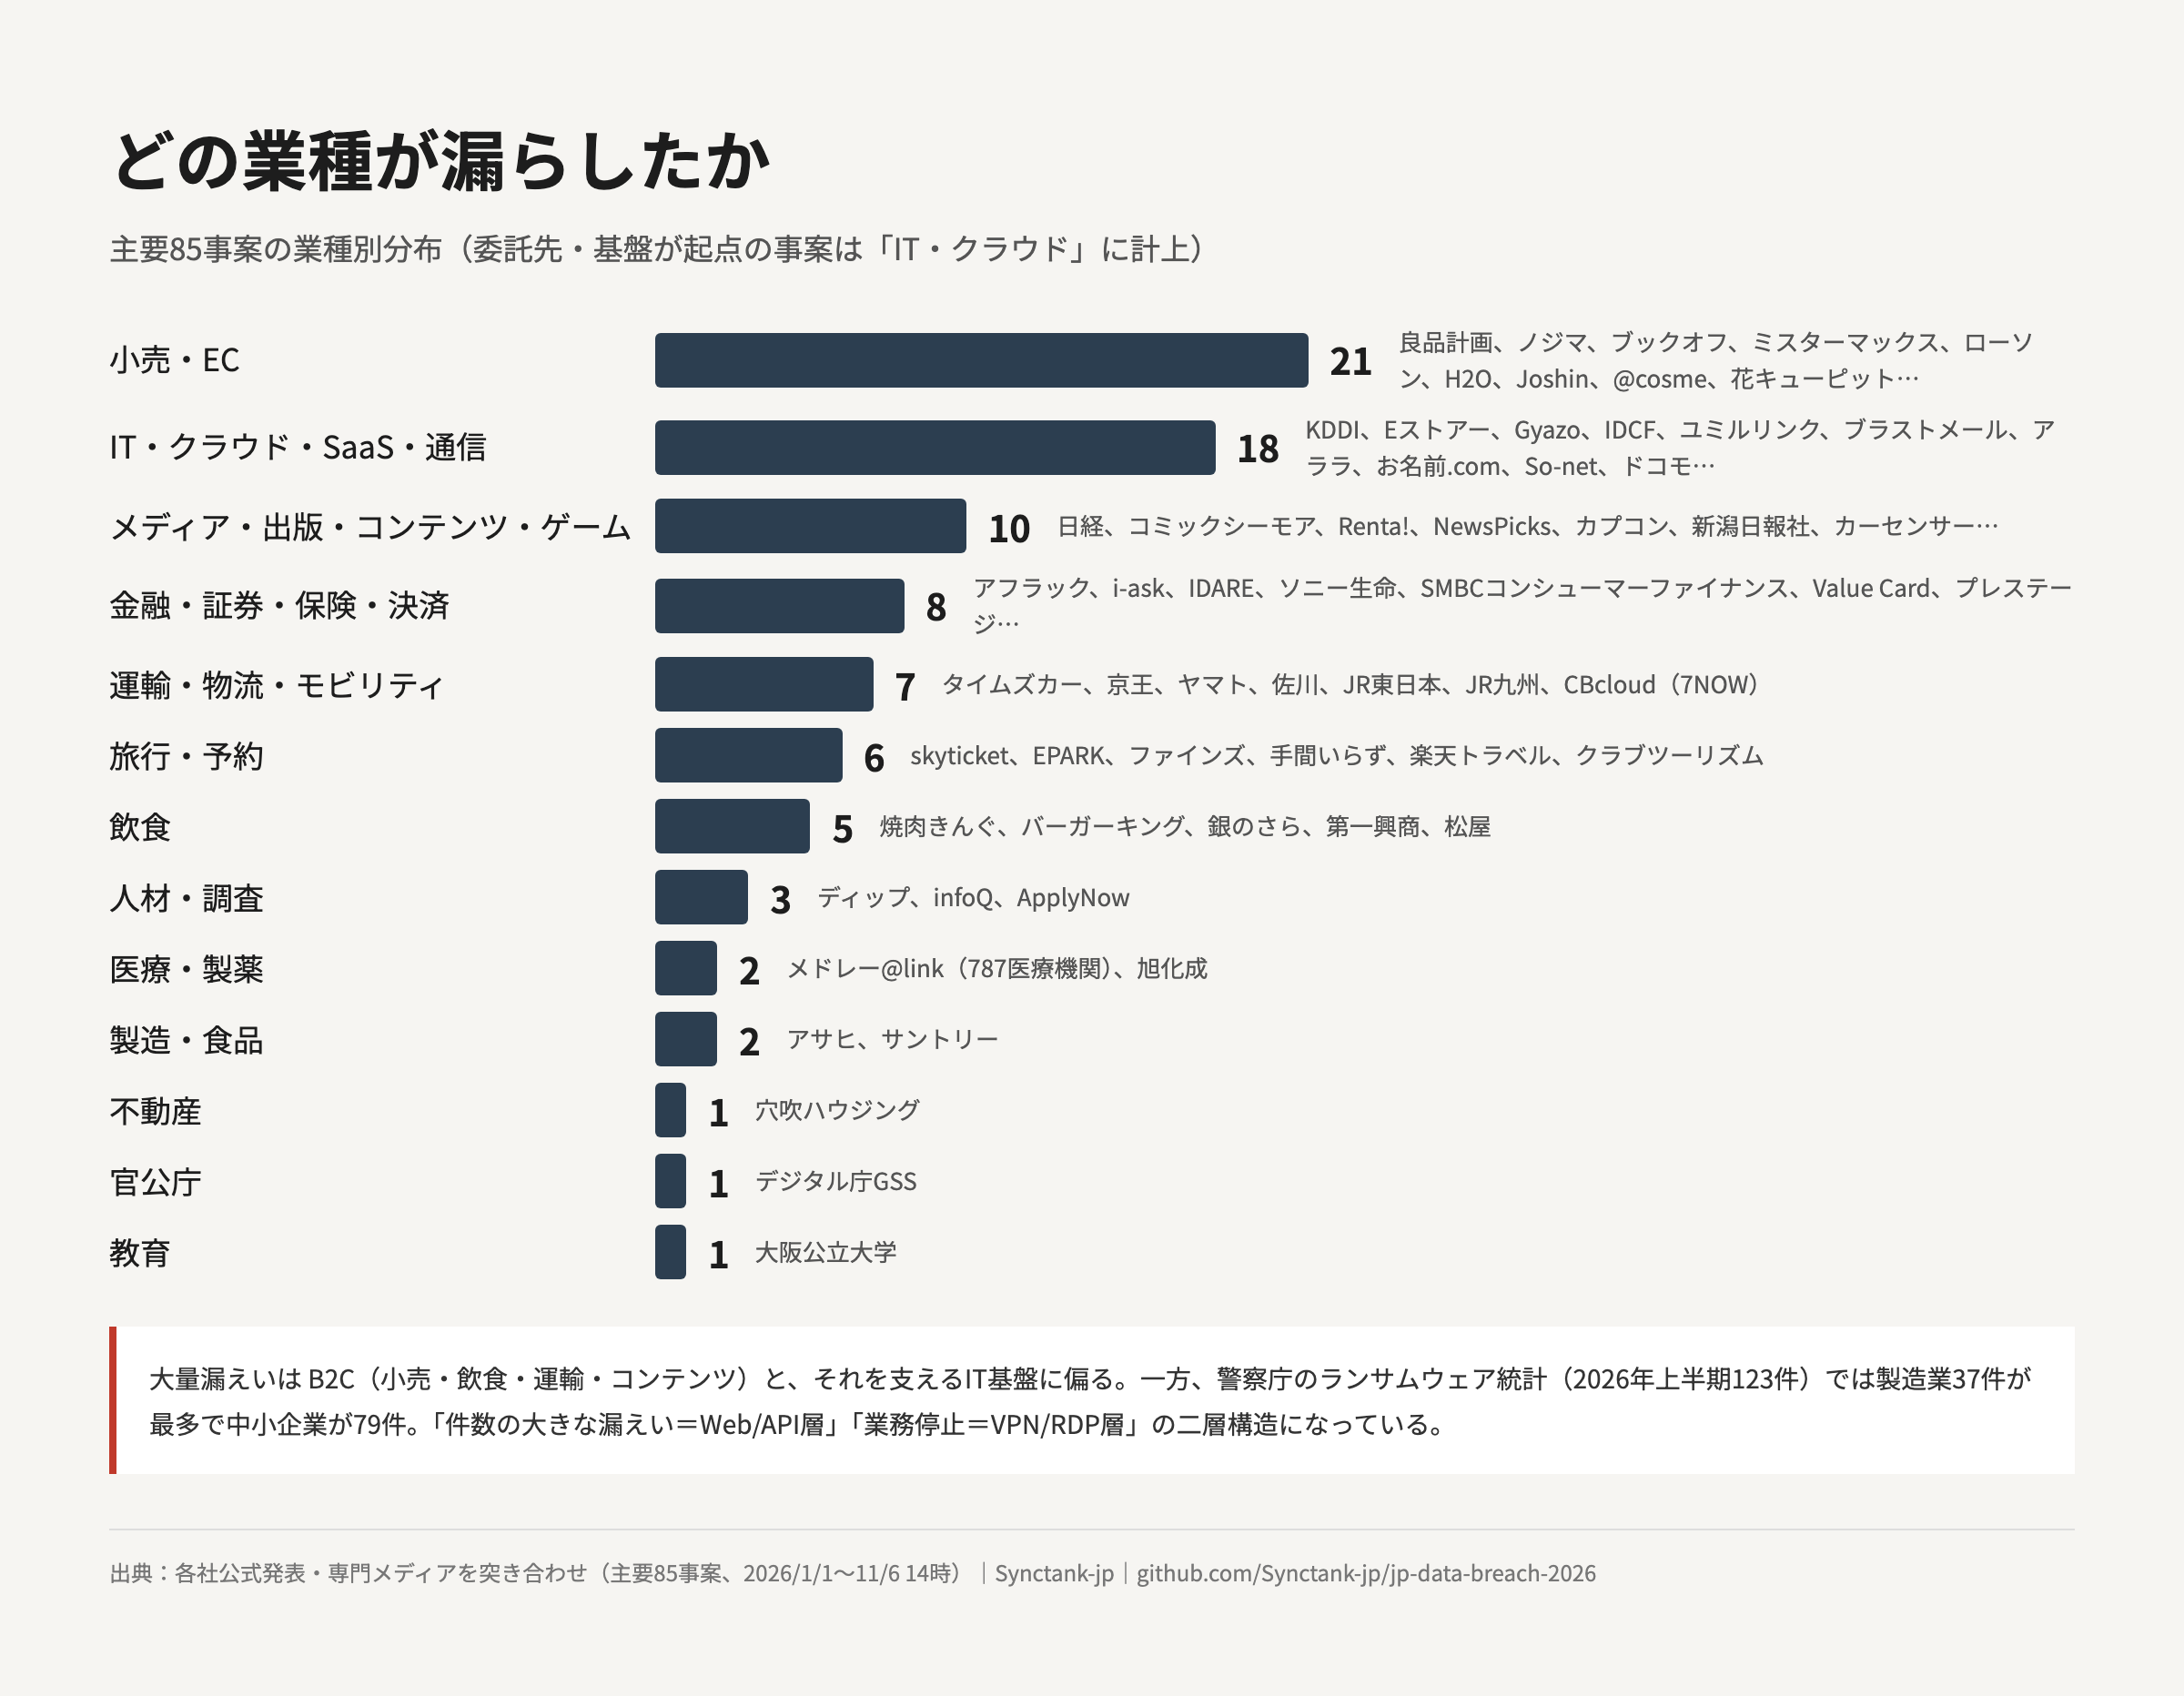 どの業種が漏らしたか
主要85事案の業種別分布（委託先・基盤が起点の事案は「IT・クラウド」に計上）
小売・EC
21
良品計画、ノジマ、ブックオフ、ミスターマックス、ローソ
ン、H2O、Joshin、@cosme、花キューピット…
IT・クラウド・SaaS・通信
18
KDDI、Eストアー、Gyazo、IDCF、ユミルリンク、ブラストメール、ア
ララ、お名前.com、So-net、ドコモ…
メディア・出版・コンテンツ・ゲーム
10
日経、コミックシーモア、Renta!、NewsPicks、カプコン、新潟日報社、カーセンサー…
金融・証券・保険・決済
8
アフラック、i-ask、IDARE、ソニー生命、SMBCコンシューマーファイナンス、Value Card、プレステー
ジ…
運輸・物流・モビリティ
7
タイムズカー、京王、ヤマト、佐川、JR東日本、JR九州、CBcloud（7NOW）
旅行・予約
6
skyticket、EPARK、ファインズ、手間いらず、楽天トラベル、クラブツーリズム
飲食
5
焼肉きんぐ、バーガーキング、銀のさら、第一興商、松屋
人材・調査
3
ディップ、infoQ、ApplyNow
医療・製薬
2
メドレー@link（787医療機関）、旭化成
製造・食品
2
アサヒ、サントリー
不動産
1
穴吹ハウジング
官公庁
1
デジタル庁GSS
教育
1
大阪公立大学
大量漏えいは B2C（小売・飲食・運輸・コンテンツ）と、それを支えるIT基盤に偏る。一方、警察庁のランサムウェア統計（2026年上半期123件）では製造業37件が
最多で中小企業が79件。「件数の大きな漏えい＝Web/API層」「業務停止＝VPN/RDP層」の二層構造になっている。
出典：各社公式発表・専門メディアを突き合わせ（主要85事案、2026/1/1〜11/6 14時）｜Synctank-jp｜github.com/Synctank-jp/jp-data-breach-2026